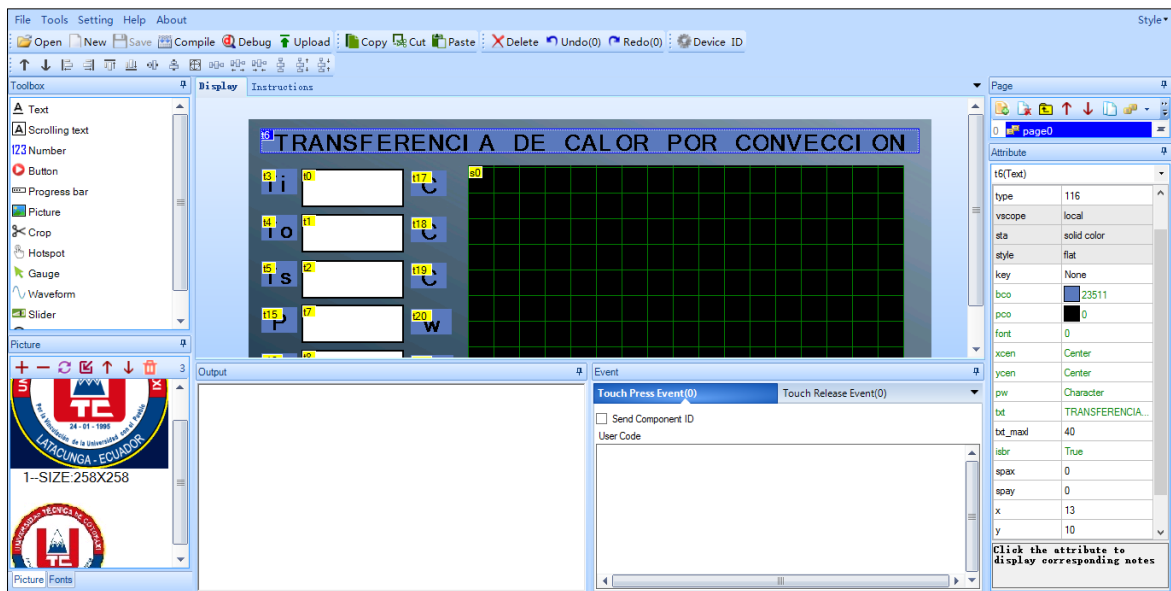 File Tools Setting Help About Style
Open New Save Compile Debug Upload Copy Cut Paste Delete Undo(0) Redo(0) Device ID
Toolbox
Text
Scrolling text
Number
Button
Progress bar
Picture
Crop
Hotspot
Gauge
Waveform
Slider
Picture
3
24 - 01 - 1995
LATACUNGA - ECUADOR
1--SIZE:258X258
UNIVERSIDAD TÉCNICA DE COTOPAXI
Picture Fonts
Display Instructions
t6
TRANSFERENCIA DE CALOR POR CONVECCION
t3 Ti t0 t17 C s0
t4 To t1 t18 C
t5 Ts t2 t19 C
t15 P t7 t20 w
t8
Output
Event
Touch Press Event(0) Touch Release Event(0)
Send Component ID
User Code
Page
0 page0
Attribute
t6(Text)
type 116
vscope local
sta solid color
style flat
key None
bco 23511
pco 0
font 0
xcen Center
ycen Center
pw Character
txt TRANSFERENCIA...
txt_maxl 40
isbr True
spax 0
spay 0
x 13
y 10
Click the attribute to
display corresponding notes